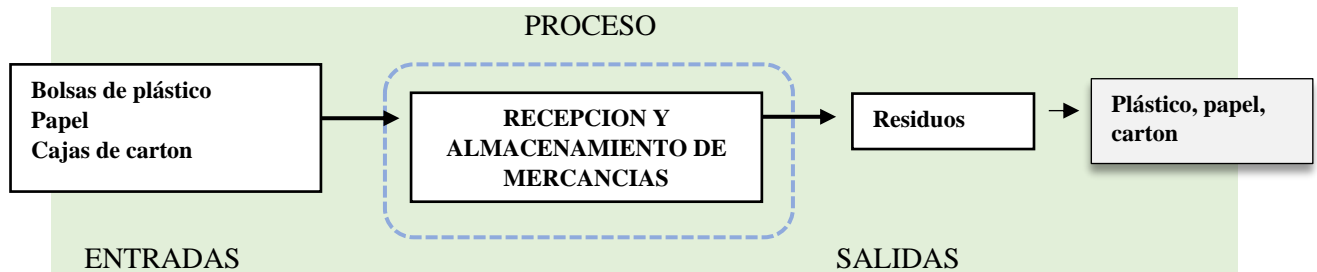 PROCESO
Bolsas de plástico
Papel
Cajas de carton
RECEPCION Y
ALMACENAMIENTO DE
MERCANCIAS
Residuos
Plástico, papel,
carton
ENTRADAS
SALIDAS